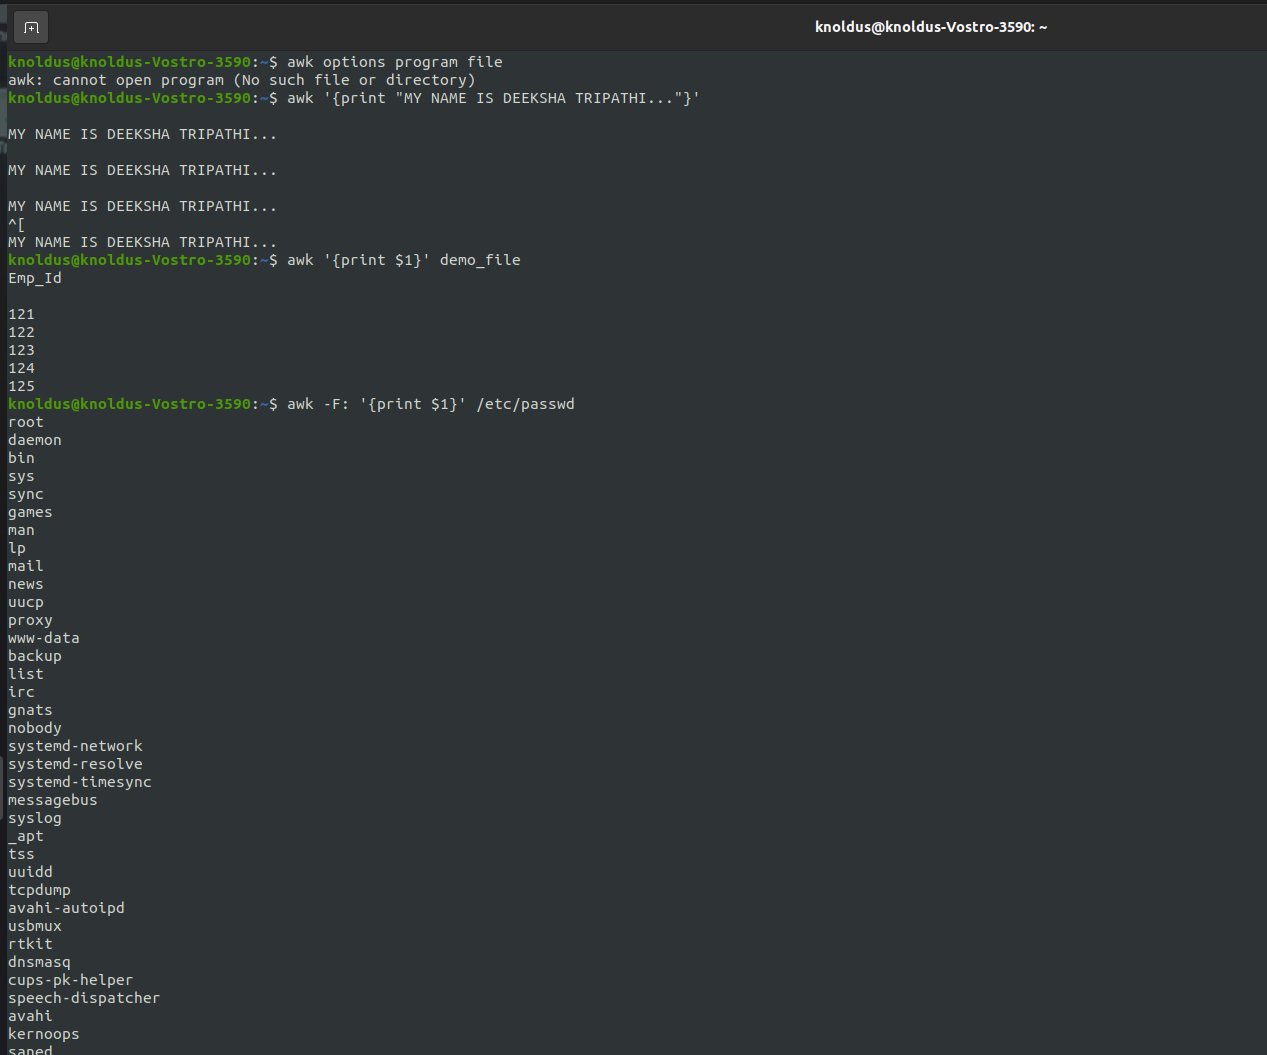 knoldus@knoldus-Vostro-3590: ~
knoldus@knoldus-Vostro-3590:~$ awk options program file
awk: cannot open program (No such file or directory)
knoldus@knoldus-Vostro-3590:~$ awk '{print "MY NAME IS DEEKSHA TRIPATHI..."}'
MY NAME IS DEEKSHA TRIPATHI...
MY NAME IS DEEKSHA TRIPATHI...
MY NAME IS DEEKSHA TRIPATHI...
^[
MY NAME IS DEEKSHA TRIPATHI...
knoldus@knoldus-Vostro-3590:~$ awk '{print $1}' demo_file
Emp_Id
121
122
123
124
125
knoldus@knoldus-Vostro-3590:~$ awk -F: '{print $1}' /etc/passwd
root
daemon
bin
sys
sync
games
man
lp
mail
news
uucp
proxy
www-data
backup
list
irc
gnats
nobody
systemd-network
systemd-resolve
systemd-timesync
messagebus
syslog
_apt
tss
uuidd
tcpdump
avahi-autoipd
usbmux
rtkit
dnsmasq
cups-pk-helper
speech-dispatcher
avahi
kernoops
saned